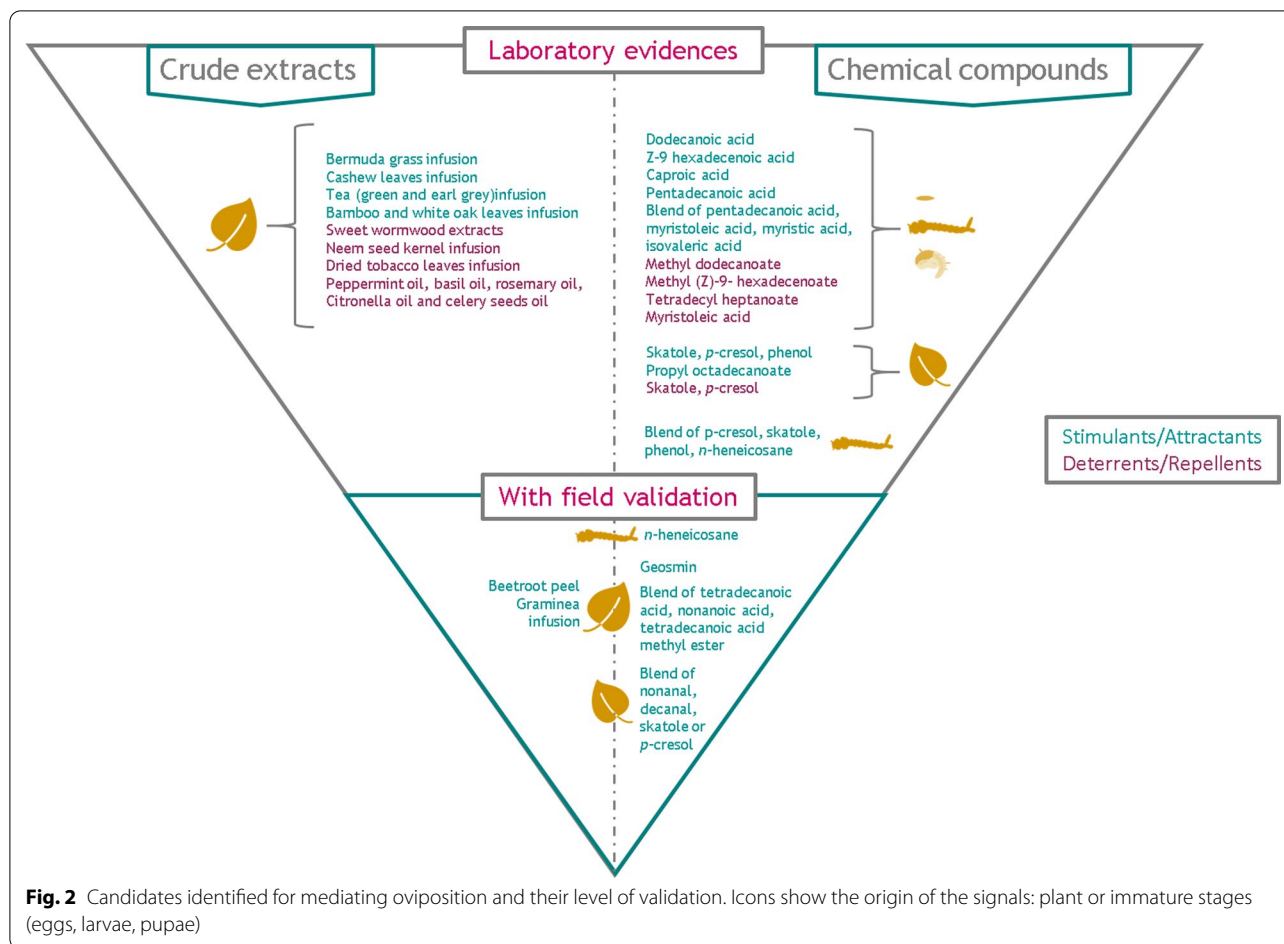 Laboratory evidences
Crude extracts
Chemical compounds
Bermuda grass infusion
Cashew leaves infusion
Tea (green and earl grey)infusion
Bamboo and white oak leaves infusion
Sweet wormwood extracts
Neem seed kernel infusion
Dried tobacco leaves infusion
Peppermint oil, basil oil, rosemary oil,
Citronella oil and celery seeds oil
Dodecanoic acid
Z-9 hexadecenoic acid
Caproic acid
Pentadecanoic acid
Blend of pentadecanoic acid,
myristoleic acid, myristic acid,
isovaleric acid
Methyl dodecanoate
Methyl (Z)-9- hexadecenoate
Tetradecyl heptanoate
Myristoleic acid
Skatole, p-cresol, phenol
Propyl octadecanoate
Skatole, p-cresol
Blend of p-cresol, skatole,
phenol, n-heneicosane
Stimulants/Attractants
Deterrents/Repellents
With field validation
n-heneicosane
Beetroot peel
Graminea
infusion
Geosmin
Blend of tetradecanoic
acid, nonanoic acid,
tetradecanoic acid
methyl ester
Blend of
nonanal,
decanal,
skatole or
p-cresol
Fig. 2 Candidates identified for mediating oviposition and their level of validation. Icons show the origin of the signals: plant or immature stages
(eggs, larvae, pupae)